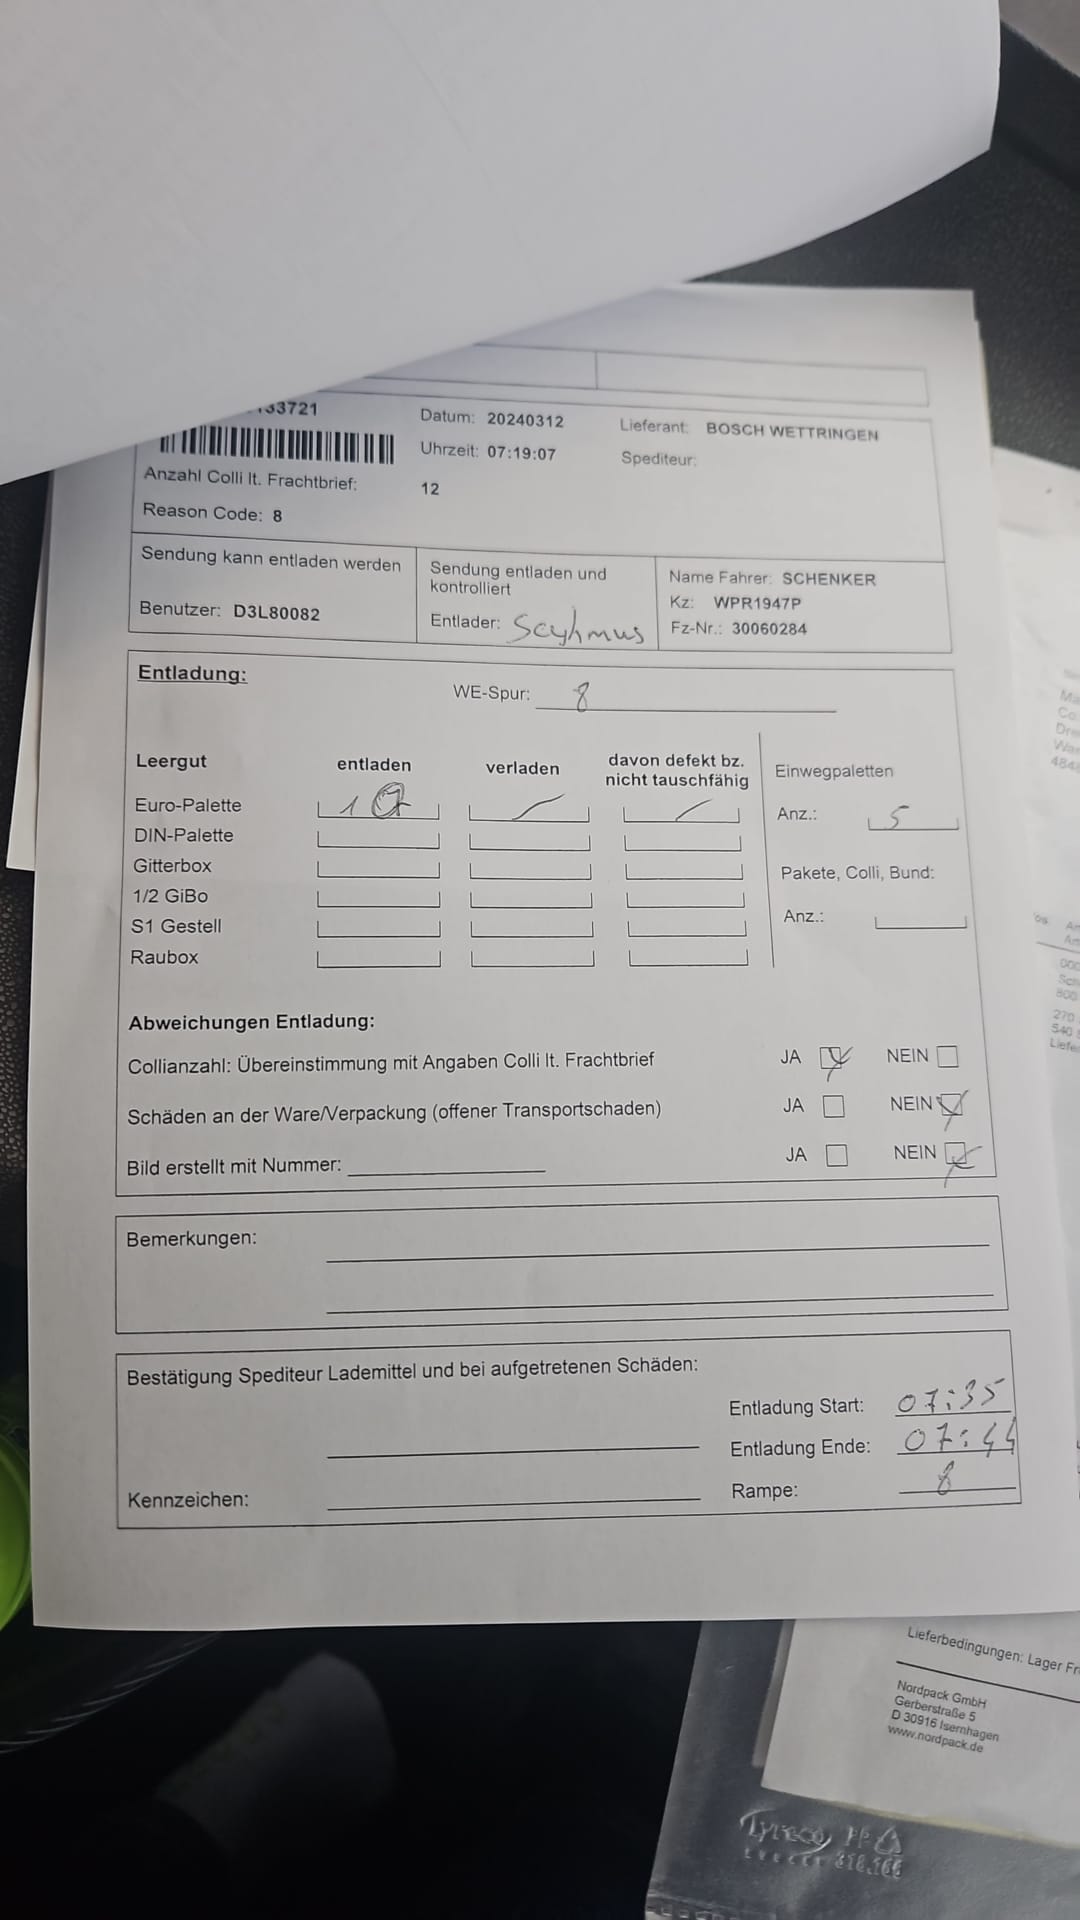 133721
Datum: 20240312
Lieferant: BOSCH WETTRINGEN
Uhrzeit: 07:19:07
Spediteur:
Anzahl Colli lt. Frachtbrief: 12
Reason Code: 8
Sendung kann entladen werden
Benutzer: D3L80082
Sendung entladen und
kontrolliert
Entlader: Seyhmus
Name Fahrer: SCHENKER
Kz: WPR1947P
Fz-Nr.: 30060284
Entladung:
WE-Spur: 8
Leergut entladen verladen davon defekt bz.
nicht tauschfähig
Euro-Palette
DIN-Palette
Gitterbox
1/2 GiBo
S1 Gestell
Raubox
Einwegpaletten
Anz.: 5
Pakete, Colli, Bund:
Anz.:
Abweichungen Entladung:
Collianzahl: Übereinstimmung mit Angaben Colli lt. Frachtbrief JA NEIN
Schäden an der Ware/Verpackung (offener Transportschaden) JA NEIN
Bild erstellt mit Nummer: JA NEIN
Bemerkungen:
Bestätigung Spediteur Lademittel und bei aufgetretenen Schäden:
Entladung Start: 07:35
Entladung Ende: 07:44
Kennzeichen:
Rampe: 8
Lieferbedingungen: Lager Fr
Nordpack GmbH
Gerberstraße 5
D 30916 Isernhagen
www.nordpack.de